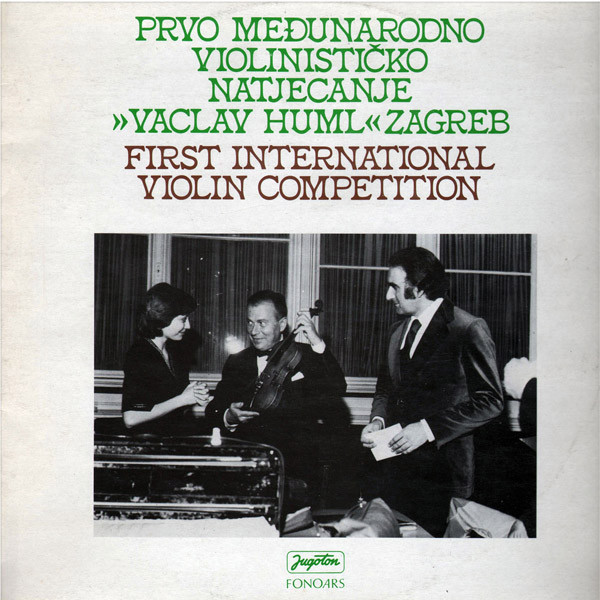 PRVO MEĐUNARODNO
VIOLINISTIČKO
NATJECANJE
»VACLAV HUML« ZAGREB
FIRST INTERNATIONAL
VIOLIN COMPETITION
Jugoton
FONOARS